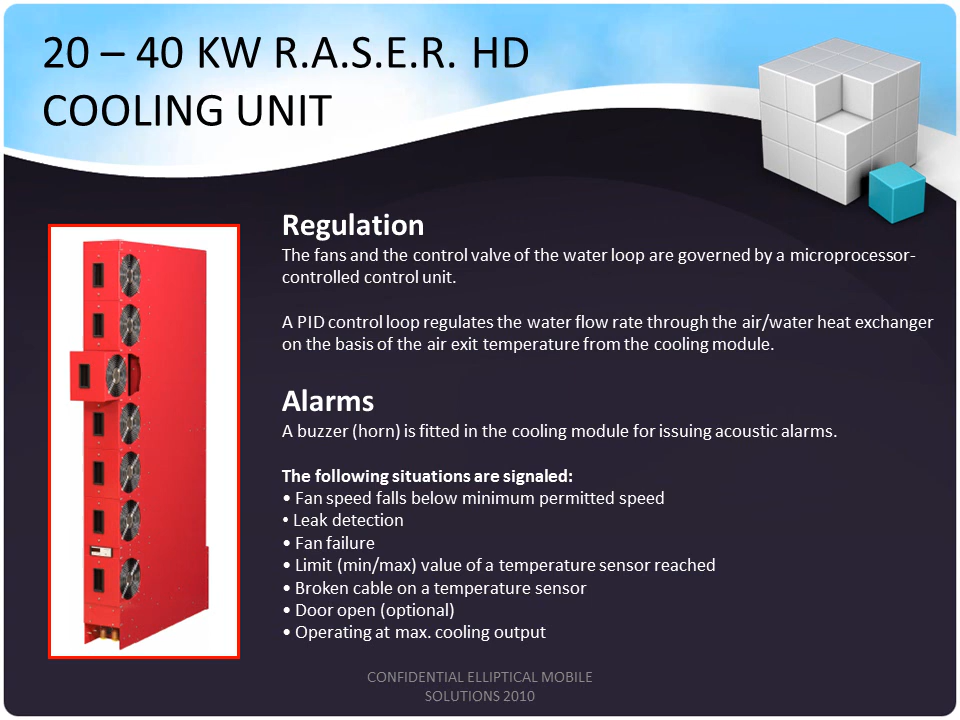 20 – 40 KW R.A.S.E.R. HD
COOLING UNIT
Regulation
The fans and the control valve of the water loop are governed by a microprocessor-
controlled control unit.
A PID control loop regulates the water flow rate through the air/water heat exchanger
on the basis of the air exit temperature from the cooling module.
Alarms
A buzzer (horn) is fitted in the cooling module for issuing acoustic alarms.
The following situations are signaled:
• Fan speed falls below minimum permitted speed
• Leak detection
• Fan failure
• Limit (min/max) value of a temperature sensor reached
• Broken cable on a temperature sensor
• Door open (optional)
• Operating at max. cooling output
CONFIDENTIAL ELLIPTICAL MOBILE
SOLUTIONS 2010